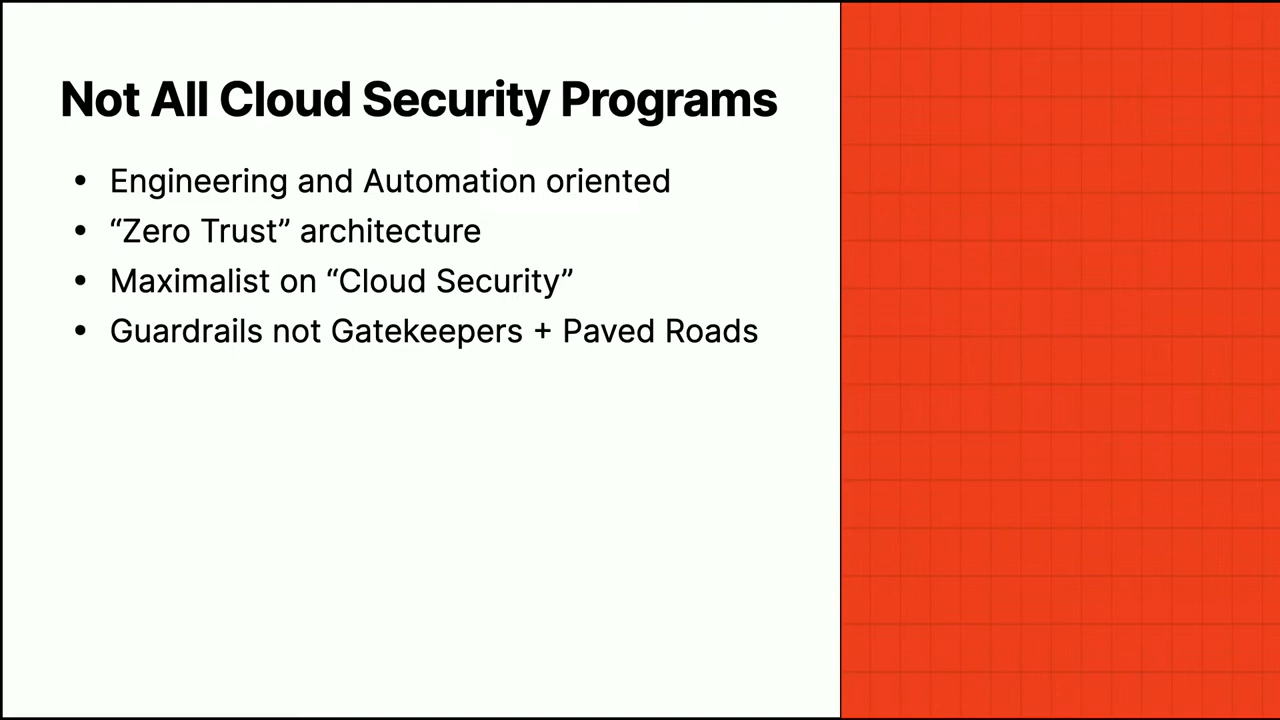 Not All Cloud Security Programs
• Engineering and Automation oriented
• “Zero Trust” architecture
• Maximalist on “Cloud Security”
• Guardrails not Gatekeepers + Paved Roads